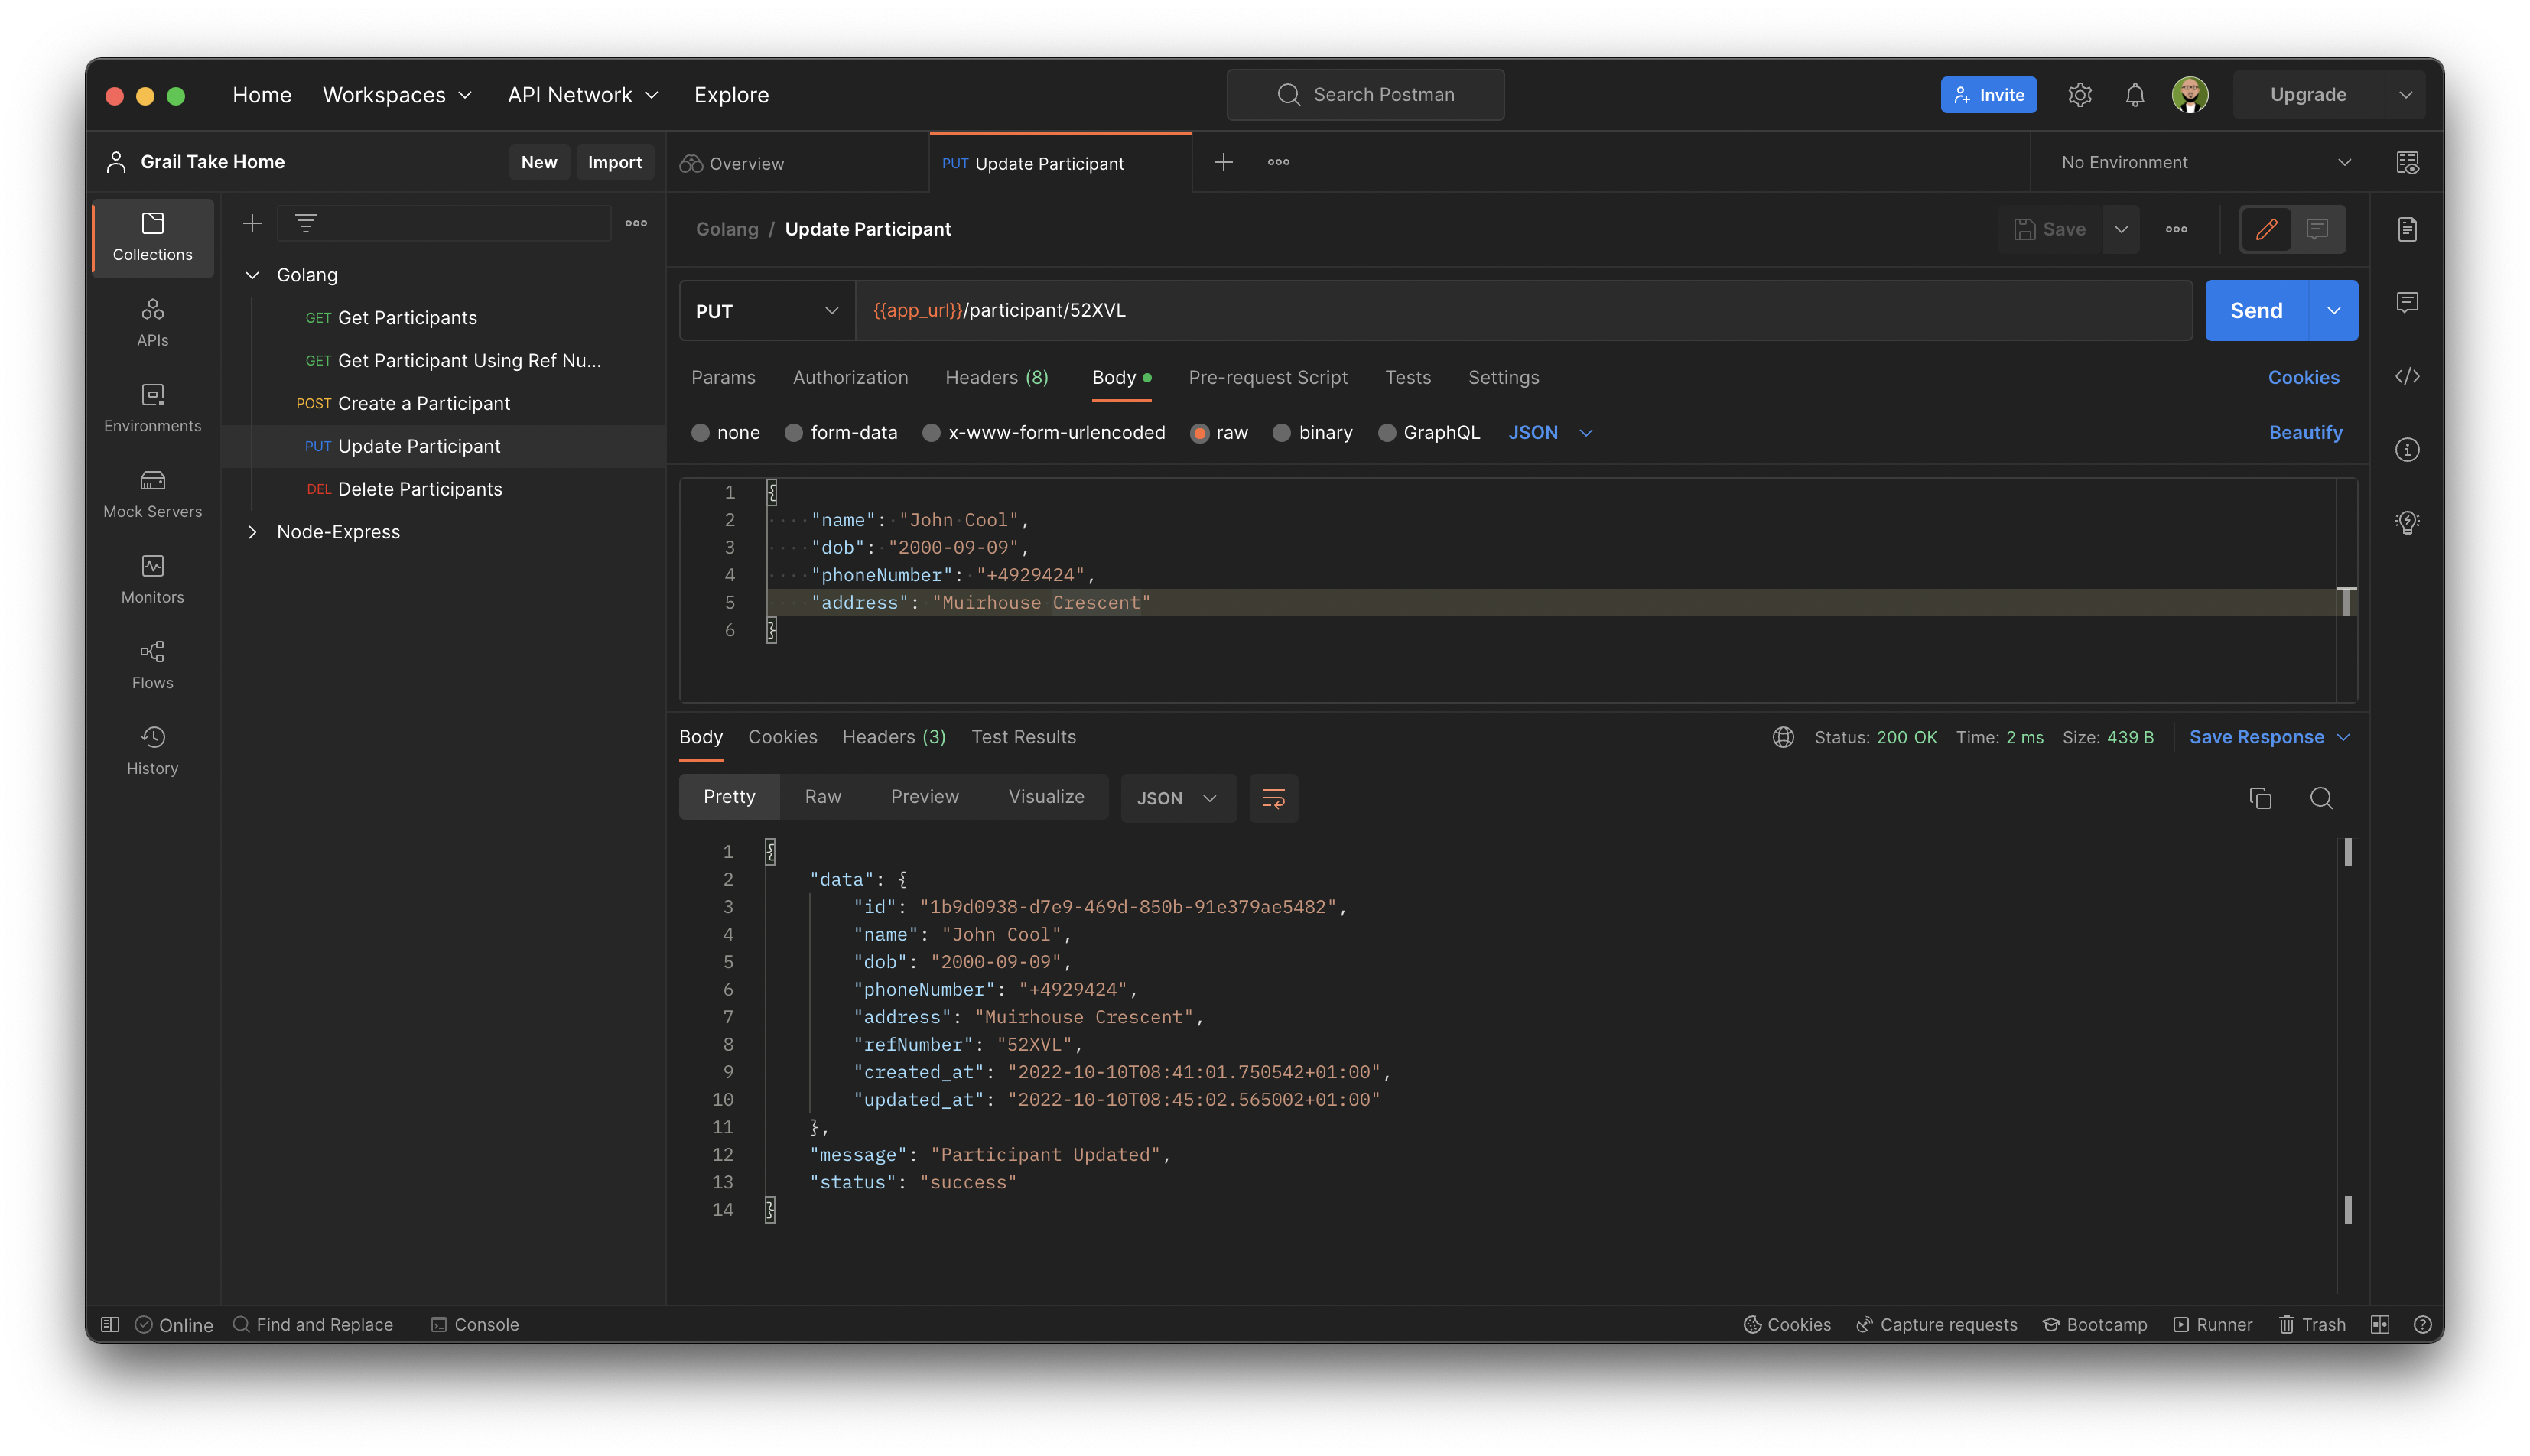 Home Workspaces API Network Explore Search Postman Invite Upgrade
Grail Take Home New Import Overview PUT Update Participant No Environment
Collections
APIs
Environments
Mock Servers
Monitors
Flows
History
Golang
GET Get Participants
GET Get Participant Using Ref Nu...
POST Create a Participant
PUT Update Participant
DEL Delete Participants
Node-Express
Golang / Update Participant Save
PUT {{app_url}}/participant/52XVL Send
Params Authorization Headers (8) Body Pre-request Script Tests Settings Cookies
none form-data x-www-form-urlencoded raw binary GraphQL JSON Beautify
1 {
2 "name": "John Cool",
3 "dob": "2000-09-09",
4 "phoneNumber": "+4929424",
5 "address": "Muirhouse Crescent"
6 }
Body Cookies Headers (3) Test Results Status: 200 OK Time: 2 ms Size: 439 B Save Response
Pretty Raw Preview Visualize JSON
1 {
2 "data": {
3 "id": "1b9d0938-d7e9-469d-850b-91e379ae5482",
4 "name": "John Cool",
5 "dob": "2000-09-09",
6 "phoneNumber": "+4929424",
7 "address": "Muirhouse Crescent",
8 "refNumber": "52XVL",
9 "created_at": "2022-10-10T08:41:01.750542+01:00",
10 "updated_at": "2022-10-10T08:45:02.565002+01:00"
11 },
12 "message": "Participant Updated",
13 "status": "success"
14 }
Online Find and Replace Console Cookies Capture requests Bootcamp Runner Trash